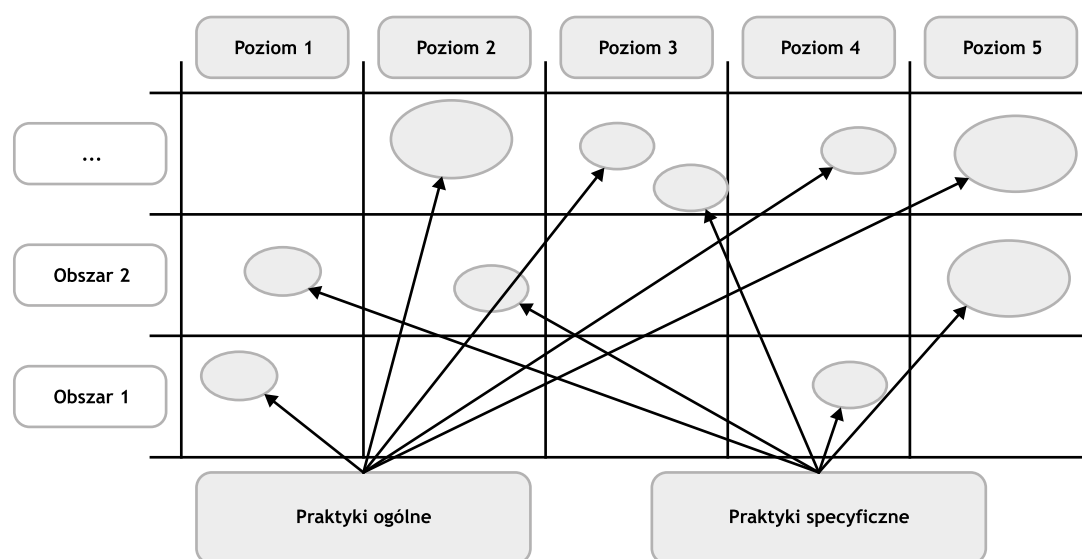 Poziom 1
Poziom 2
Poziom 3
Poziom 4
Poziom 5
...
Obszar 2
Obszar 1
Praktyki ogólne
Praktyki specyficzne